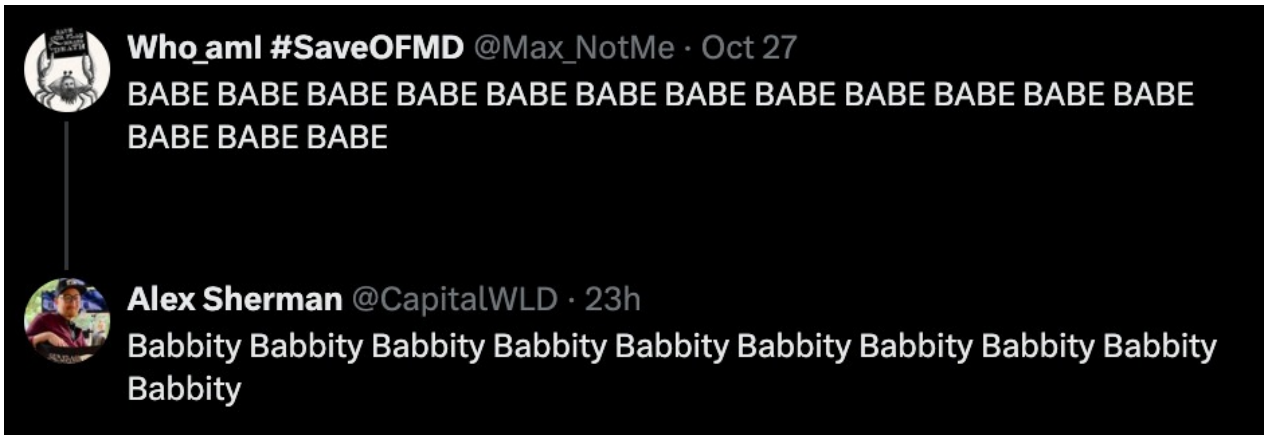 Who_amI #SaveOFMD @Max_NotMe · Oct 27
BABE BABE BABE BABE BABE BABE BABE BABE BABE BABE BABE BABE
BABE BABE BABE
Alex Sherman @CapitalWLD · 23h
Babbity Babbity Babbity Babbity Babbity Babbity Babbity Babbity Babbity
Babbity